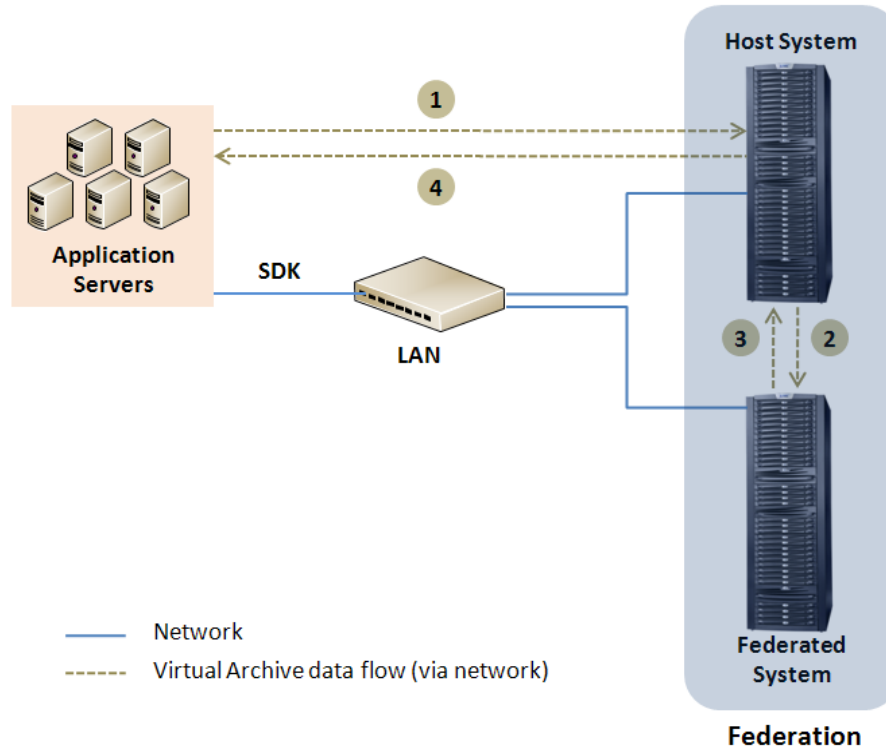 Host System
1
4
Application
Servers
SDK
LAN
3
2
Federated
System
Network
Virtual Archive data flow (via network)
Federation